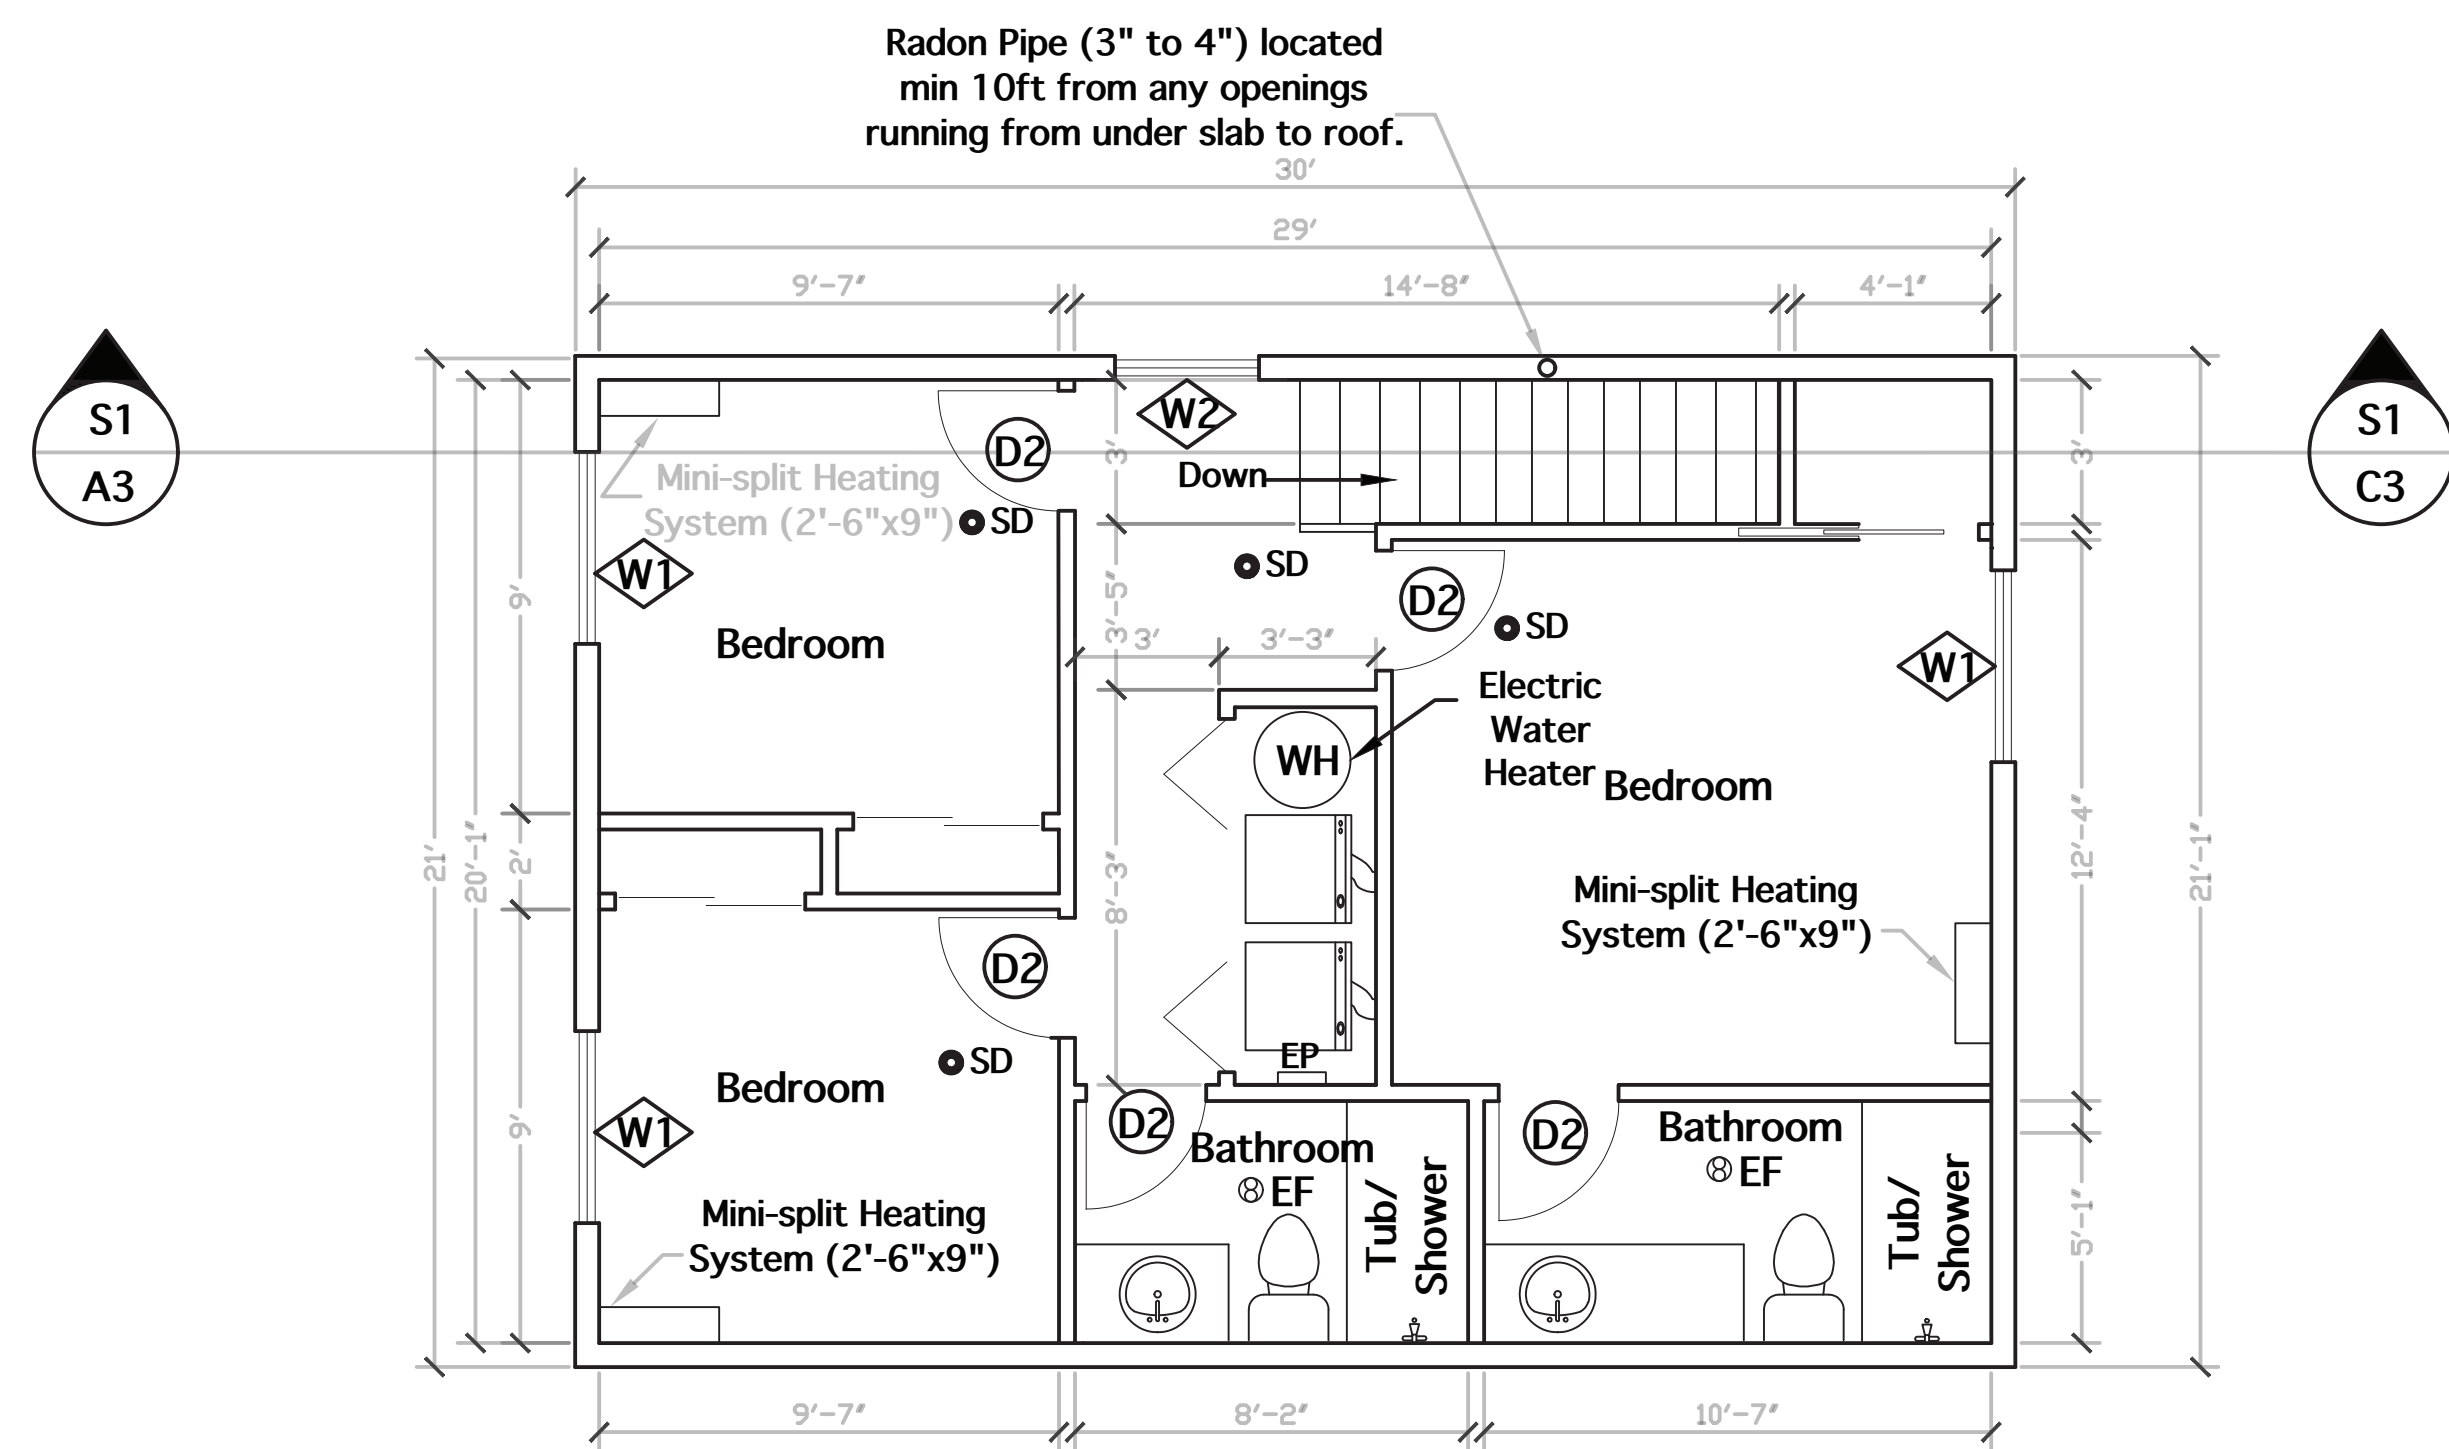 Radon Pipe (3" to 4") located
min 10ft from any openings
running from under slab to roof.
30'
29'
9'-7"
14'-8"
4'-1"
S1
A3
S1
C3
W2
D2
3'
3'
Down
Mini-split Heating
System (2'-6"x9")
SD
SD
W1
D2
SD
9'
3'-5"
Bedroom
3'
3'-3"
W1
Electric
Water
Heater
WH
Bedroom
21'
20'-1"
2'
8'-3"
12'-4"
21'-1"
Mini-split Heating
System (2'-6"x9")
D2
SD
EP
Bedroom
W1
9'
D2
Bathroom
EF
Tub/
Shower
D2
Bathroom
EF
Tub/
Shower
5'-1"
Mini-split Heating
System (2'-6"x9")
9'-7"
8'-2"
10'-7"